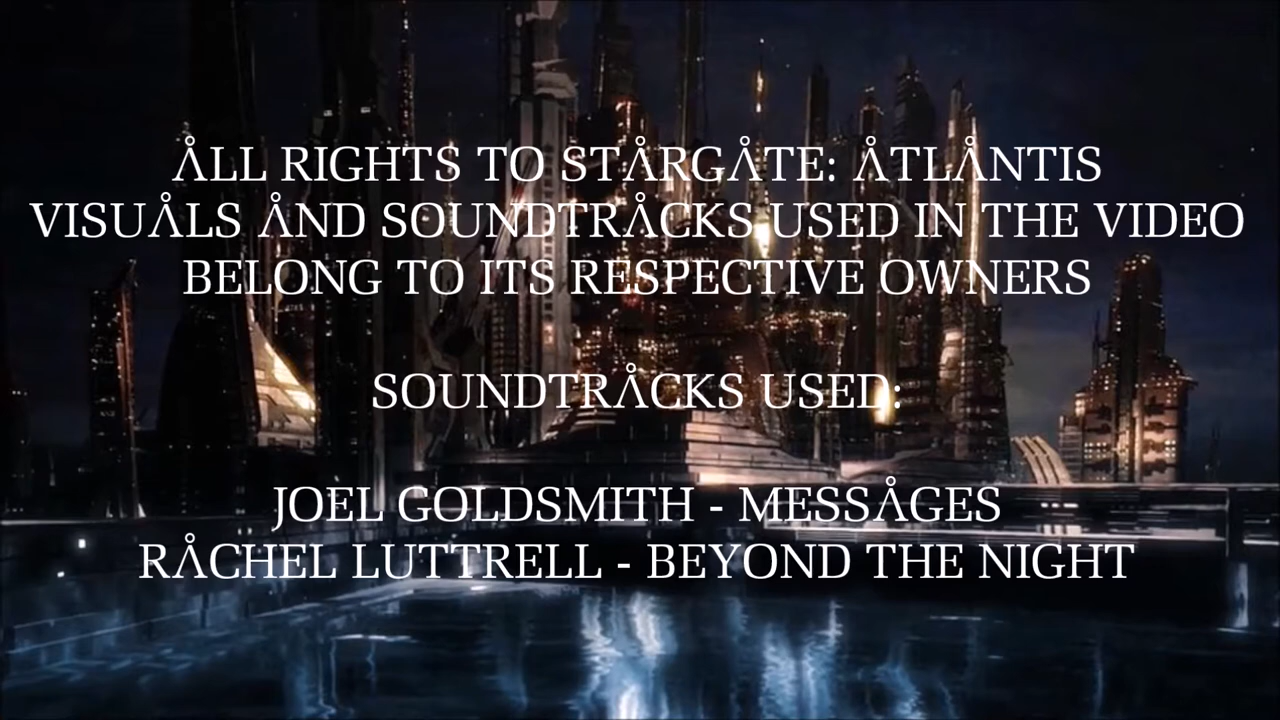 ÅLL RIGHTS TO STÅRGÅTE: ÅTLÅNTIS
VISUÅLS ÅND SOUNDTRÅCKS USED IN THE VIDEO
BELONG TO ITS RESPECTIVE OWNERS
SOUNDTRÅCKS USED:
JOEL GOLDSMITH - MESSÅGES
RÅCHEL LUTTRELL - BEYOND THE NIGHT